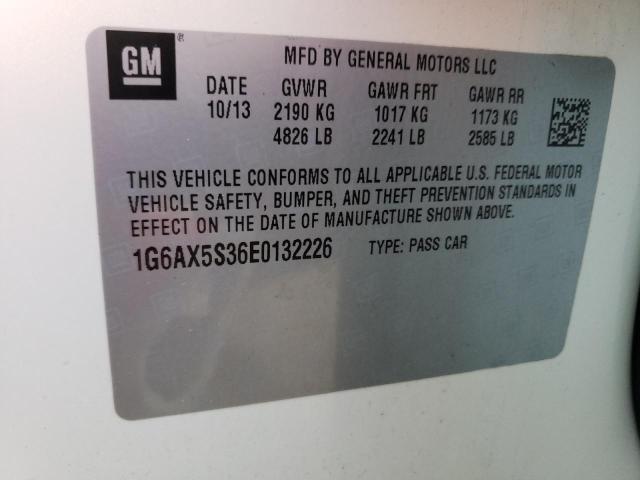 GM
®
MFD BY GENERAL MOTORS LLC
DATE GVWR GAWR FRT GAWR RR
10/13 2190 KG 1017 KG 1173 KG
4826 LB 2241 LB 2585 LB
THIS VEHICLE CONFORMS TO ALL APPLICABLE U.S. FEDERAL MOTOR
VEHICLE SAFETY, BUMPER, AND THEFT PREVENTION STANDARDS IN
EFFECT ON THE DATE OF MANUFACTURE SHOWN ABOVE.
1G6AX5S36E0132226 TYPE: PASS CAR